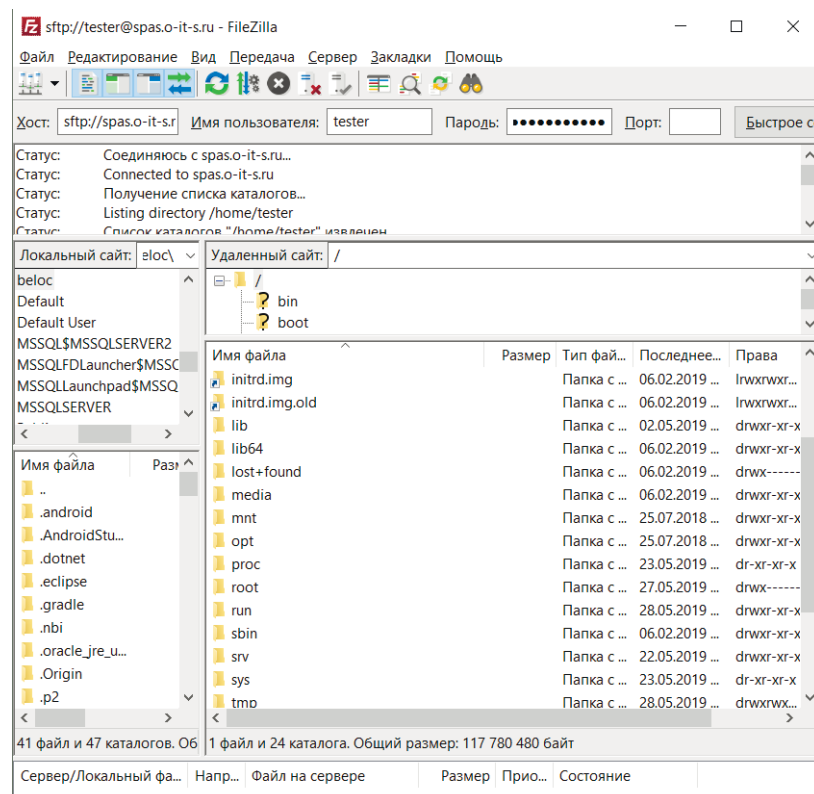 sftp://tester@spas.o-it-s.ru - FileZilla
Файл Редактирование Вид Передача Сервер Закладки Помощь
Хост: sftp://spas.o-it-s.r Имя пользователя: tester Пароль: ●●●●●●●●●●● Порт: Быстрое с
Статус: Соединяюсь с spas.o-it-s.ru...
Статус: Connected to spas.o-it-s.ru
Статус: Получение списка каталогов...
Статус: Listing directory /home/tester
Статус: Список каталогов "/home/tester" извлечен
Локальный сайт: eloc\
beloc
Default
Default User
MSSQL$MSSQLSERVER2
MSSQLFDLauncher$MSSC
MSSQLLaunchpad$MSSQ
MSSQLSERVER
Имя файла Разм
..
.android
.AndroidStu...
.dotnet
.eclipse
.gradle
.nbi
.oracle_jre_u...
.Origin
.p2
41 файл и 47 каталогов. Об
Удаленный сайт: /
/
bin
boot
Имя файла Размер Тип фай... Последнее... Права
initrd.img Папка с ... 06.02.2019 ... lrwxrwxr...
initrd.img.old Папка с ... 06.02.2019 ... lrwxrwxr...
lib Папка с ... 02.05.2019 ... drwxr-xr-x
lib64 Папка с ... 06.02.2019 ... drwxr-xr-x
lost+found Папка с ... 06.02.2019 ... drwx------
media Папка с ... 06.02.2019 ... drwxr-xr-x
mnt Папка с ... 25.07.2018 ... drwxr-xr-x
opt Папка с ... 25.07.2018 ... drwxr-xr-x
proc Папка с ... 23.05.2019 ... dr-xr-xr-x
root Папка с ... 27.05.2019 ... drwx------
run Папка с ... 28.05.2019 ... drwxr-xr-x
sbin Папка с ... 06.02.2019 ... drwxr-xr-x
srv Папка с ... 22.05.2019 ... drwxr-xr-x
sys Папка с ... 23.05.2019 ... dr-xr-xr-x
tmp Папка с ... 28.05.2019 ... drwxrwx...
1 файл и 24 каталога. Общий размер: 117 780 480 байт
Сервер/Локальный фа... Напр... Файл на сервере Размер Прио... Состояние